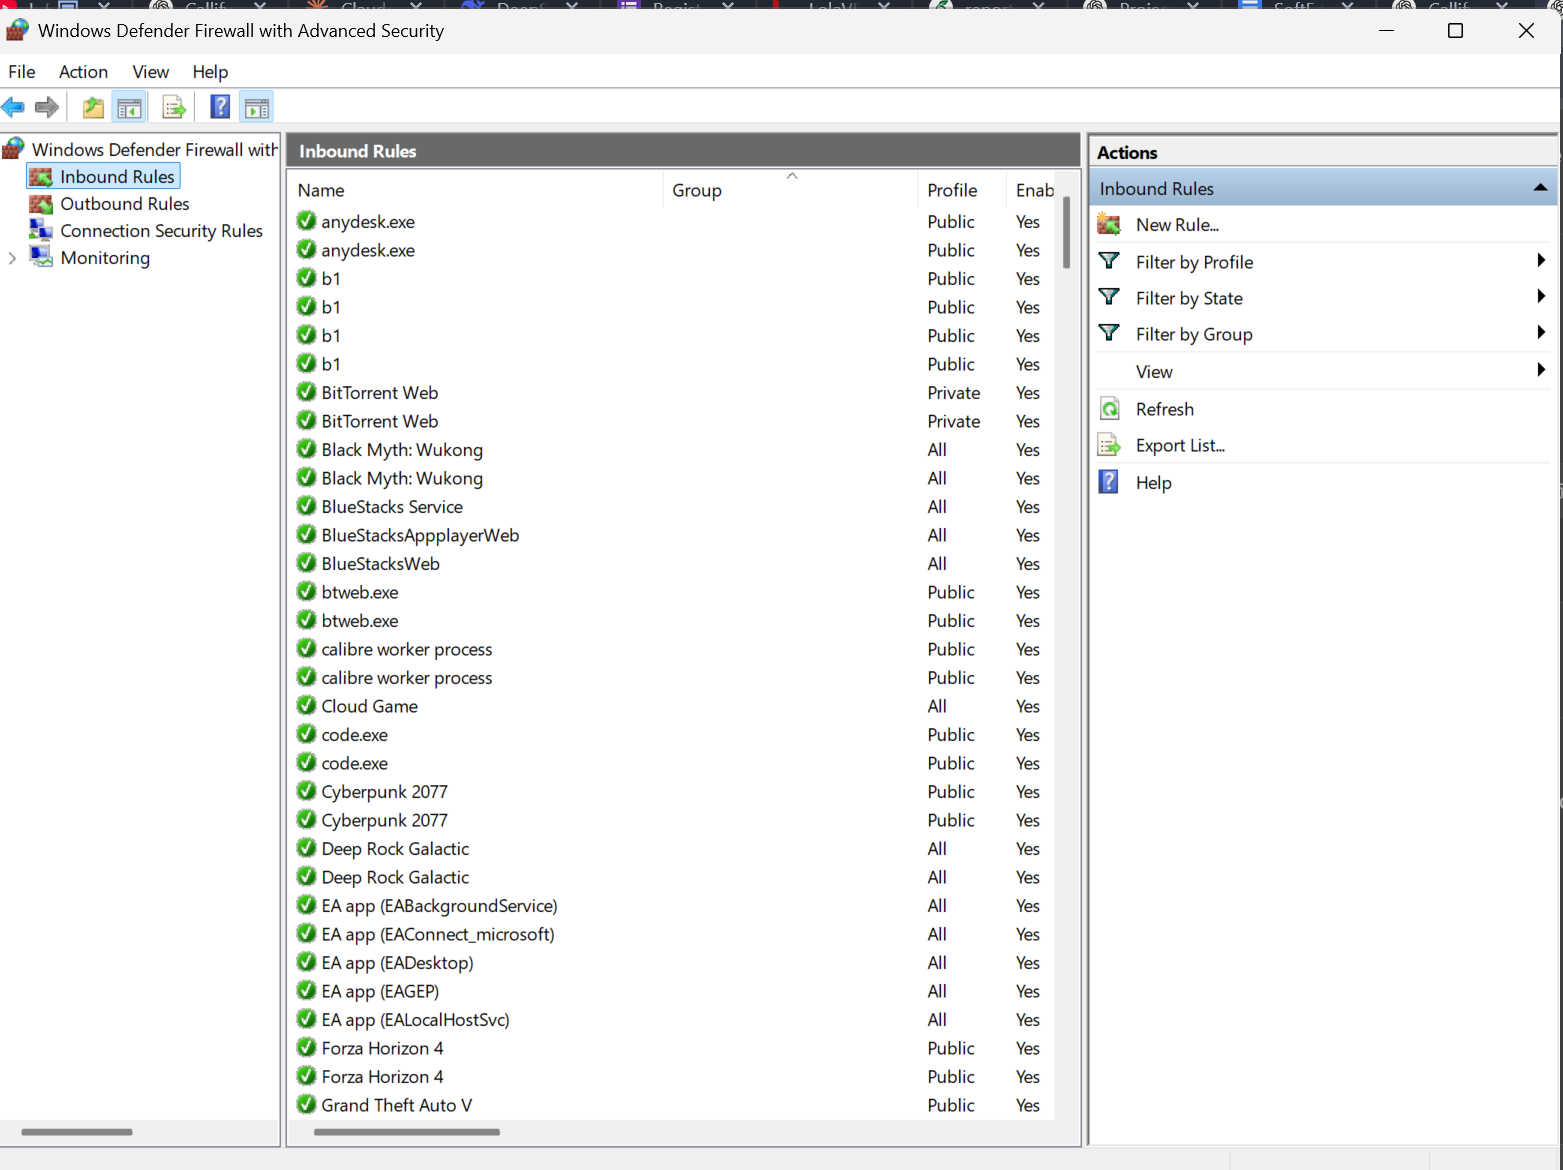 Windows Defender Firewall with Advanced Security
File Action View Help
Windows Defender Firewall with
Inbound Rules
Outbound Rules
Connection Security Rules
Monitoring
Inbound Rules
Name Group Profile Enab
anydesk.exe Public Yes
anydesk.exe Public Yes
b1 Public Yes
b1 Public Yes
b1 Public Yes
b1 Public Yes
BitTorrent Web Private Yes
BitTorrent Web Private Yes
Black Myth: Wukong All Yes
Black Myth: Wukong All Yes
BlueStacks Service All Yes
BlueStacksAppplayerWeb All Yes
BlueStacksWeb All Yes
btweb.exe Public Yes
btweb.exe Public Yes
calibre worker process Public Yes
calibre worker process Public Yes
Cloud Game All Yes
code.exe Public Yes
code.exe Public Yes
Cyberpunk 2077 Public Yes
Cyberpunk 2077 Public Yes
Deep Rock Galactic All Yes
Deep Rock Galactic All Yes
EA app (EABackgroundService) All Yes
EA app (EAConnect_microsoft) All Yes
EA app (EADesktop) All Yes
EA app (EAGEP) All Yes
EA app (EALocalHostSvc) All Yes
Forza Horizon 4 Public Yes
Forza Horizon 4 Public Yes
Grand Theft Auto V Public Yes
Actions
Inbound Rules
New Rule...
Filter by Profile
Filter by State
Filter by Group
View
Refresh
Export List...
Help